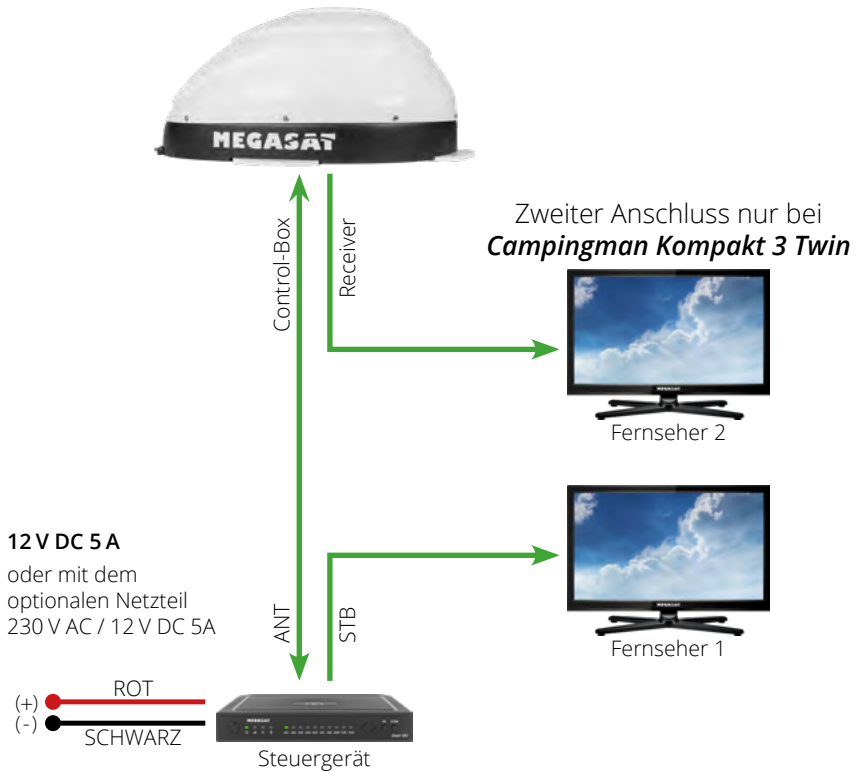 MEGASAT
Control-Box
Receiver
Zweiter Anschluss nur bei
Campingman Kompakt 3 Twin
MEGASAT
Fernseher 2
12 V DC 5 A
oder mit dem
optionalen Netzteil
230 V AC / 12 V DC 5A
ANT
STB
MEGASAT
Fernseher 1
(+)
ROT
(-)
SCHWARZ
MEGASAT
Steuergerät